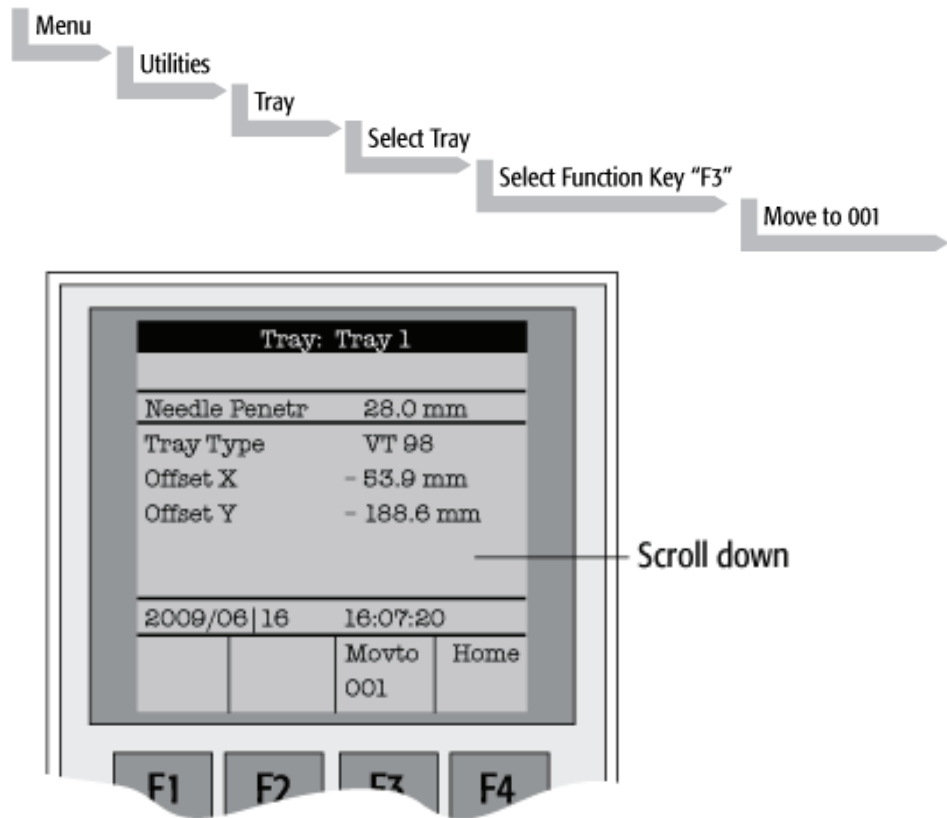 Menu
Utilities
Tray
Select Tray
Select Function Key “F3”
Move to 001
Tray: Tray 1
Needle Penetr 28.0 mm
Tray Type VT 98
Offset X - 53.9 mm
Offset Y - 188.6 mm
Scroll down
2009/06|16 16:07:20
Movto Home
001
F1 F2 F3 F4